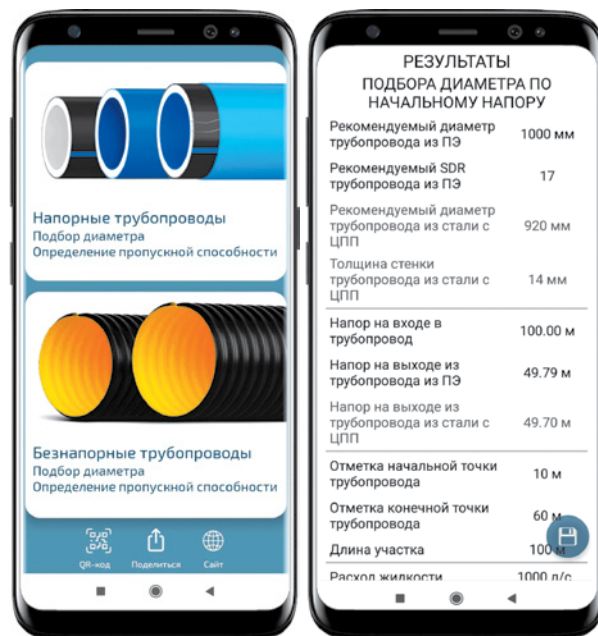 Напорные трубопроводы
Подбор диаметра
Определение пропускной способности
Безнапорные трубопроводы
Подбор диаметра
Определение пропускной способности
QR-код Поделиться Сайт
РЕЗУЛЬТАТЫ
ПОДБОРА ДИАМЕТРА ПО
НАЧАЛЬНОМУ НАПОРУ
Рекомендуемый диаметр
трубопровода из ПЭ 1000 мм
Рекомендуемый SDR
трубопровода из ПЭ 17
Рекомендуемый диаметр
трубопровода из стали с 920 мм
ЦПП
Толщина стенки
трубопровода из стали с 14 мм
ЦПП
Напор на входе в
трубопровод 100.00 м
Напор на выходе из
трубопровода из ПЭ 49.79 м
Напор на выходе из
трубопровода из стали с 49.70 м
ЦПП
Отметка начальной точки
трубопровода 10 м
Отметка конечной точки
трубопровода 60 м
Длина участка 100 м
Расход жидкости 1000 л/с